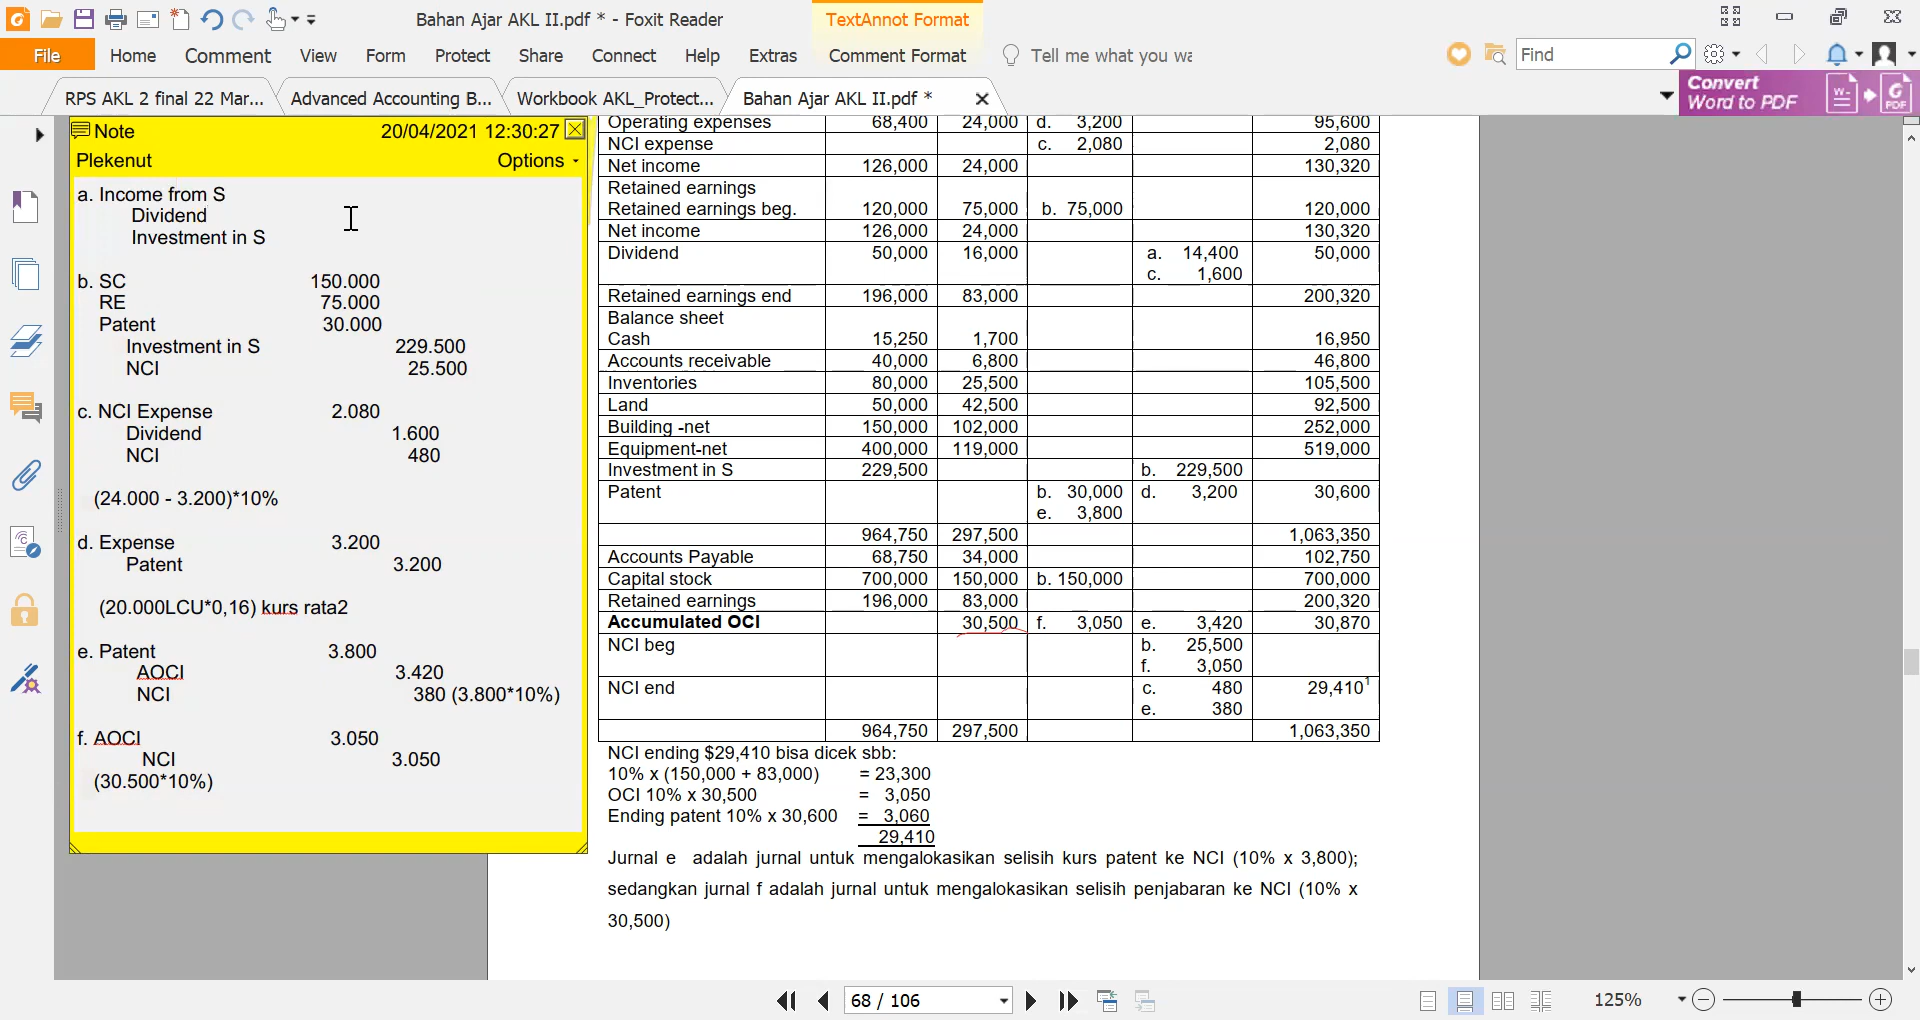 Bahan Ajar AKL II.pdf * - Foxit Reader
TextAnnot Format
File Home Comment View Form Protect Share Connect Help Extras Comment Format Tell me what you wa Find
RPS AKL 2 final 22 Mar... Advanced Accounting B... Workbook AKL_Protect... Bahan Ajar AKL II.pdf *
Convert
Word to PDF
Note 20/04/2021 12:30:27
Plekenut Options
a. Income from S
Dividend
Investment in S
b. SC 150.000
RE 75.000
Patent 30.000
Investment in S 229.500
NCI 25.500
c. NCI Expense 2.080
Dividend 1.600
NCI 480
(24.000 - 3.200)*10%
d. Expense 3.200
Patent 3.200
(20.000LCU*0,16) kurs rata2
e. Patent 3.800
AOCI 3.420
NCI 380 (3.800*10%)
f. AOCI 3.050
NCI 3.050
(30.500*10%)
Operating expenses 68,400 24,000 d. 3,200 95,600
NCI expense c. 2,080 2,080
Net income 126,000 24,000 130,320
Retained earnings
Retained earnings beg. 120,000 75,000 b. 75,000 120,000
Net income 126,000 24,000 130,320
Dividend 50,000 16,000 a. 14,400 50,000
c. 1,600
Retained earnings end 196,000 83,000 200,320
Balance sheet
Cash 15,250 1,700 16,950
Accounts receivable 40,000 6,800 46,800
Inventories 80,000 25,500 105,500
Land 50,000 42,500 92,500
Building -net 150,000 102,000 252,000
Equipment-net 400,000 119,000 519,000
Investment in S 229,500 b. 229,500
Patent b. 30,000 d. 3,200 30,600
e. 3,800
964,750 297,500 1,063,350
Accounts Payable 68,750 34,000 102,750
Capital stock 700,000 150,000 b. 150,000 700,000
Retained earnings 196,000 83,000 200,320
Accumulated OCI 30,500 f. 3,050 e. 3,420 30,870
NCI beg b. 25,500
f. 3,050
NCI end c. 480 29,410¹
e. 380
964,750 297,500 1,063,350
NCI ending $29,410 bisa dicek sbb:
10% x (150,000 + 83,000) = 23,300
OCI 10% x 30,500 = 3,050
Ending patent 10% x 30,600 = 3,060
29,410
Jurnal e adalah jurnal untuk mengalokasikan selisih kurs patent ke NCI (10% x 3,800);
sedangkan jurnal f adalah jurnal untuk mengalokasikan selisih penjabaran ke NCI (10% x
30,500)
68 / 106
125%